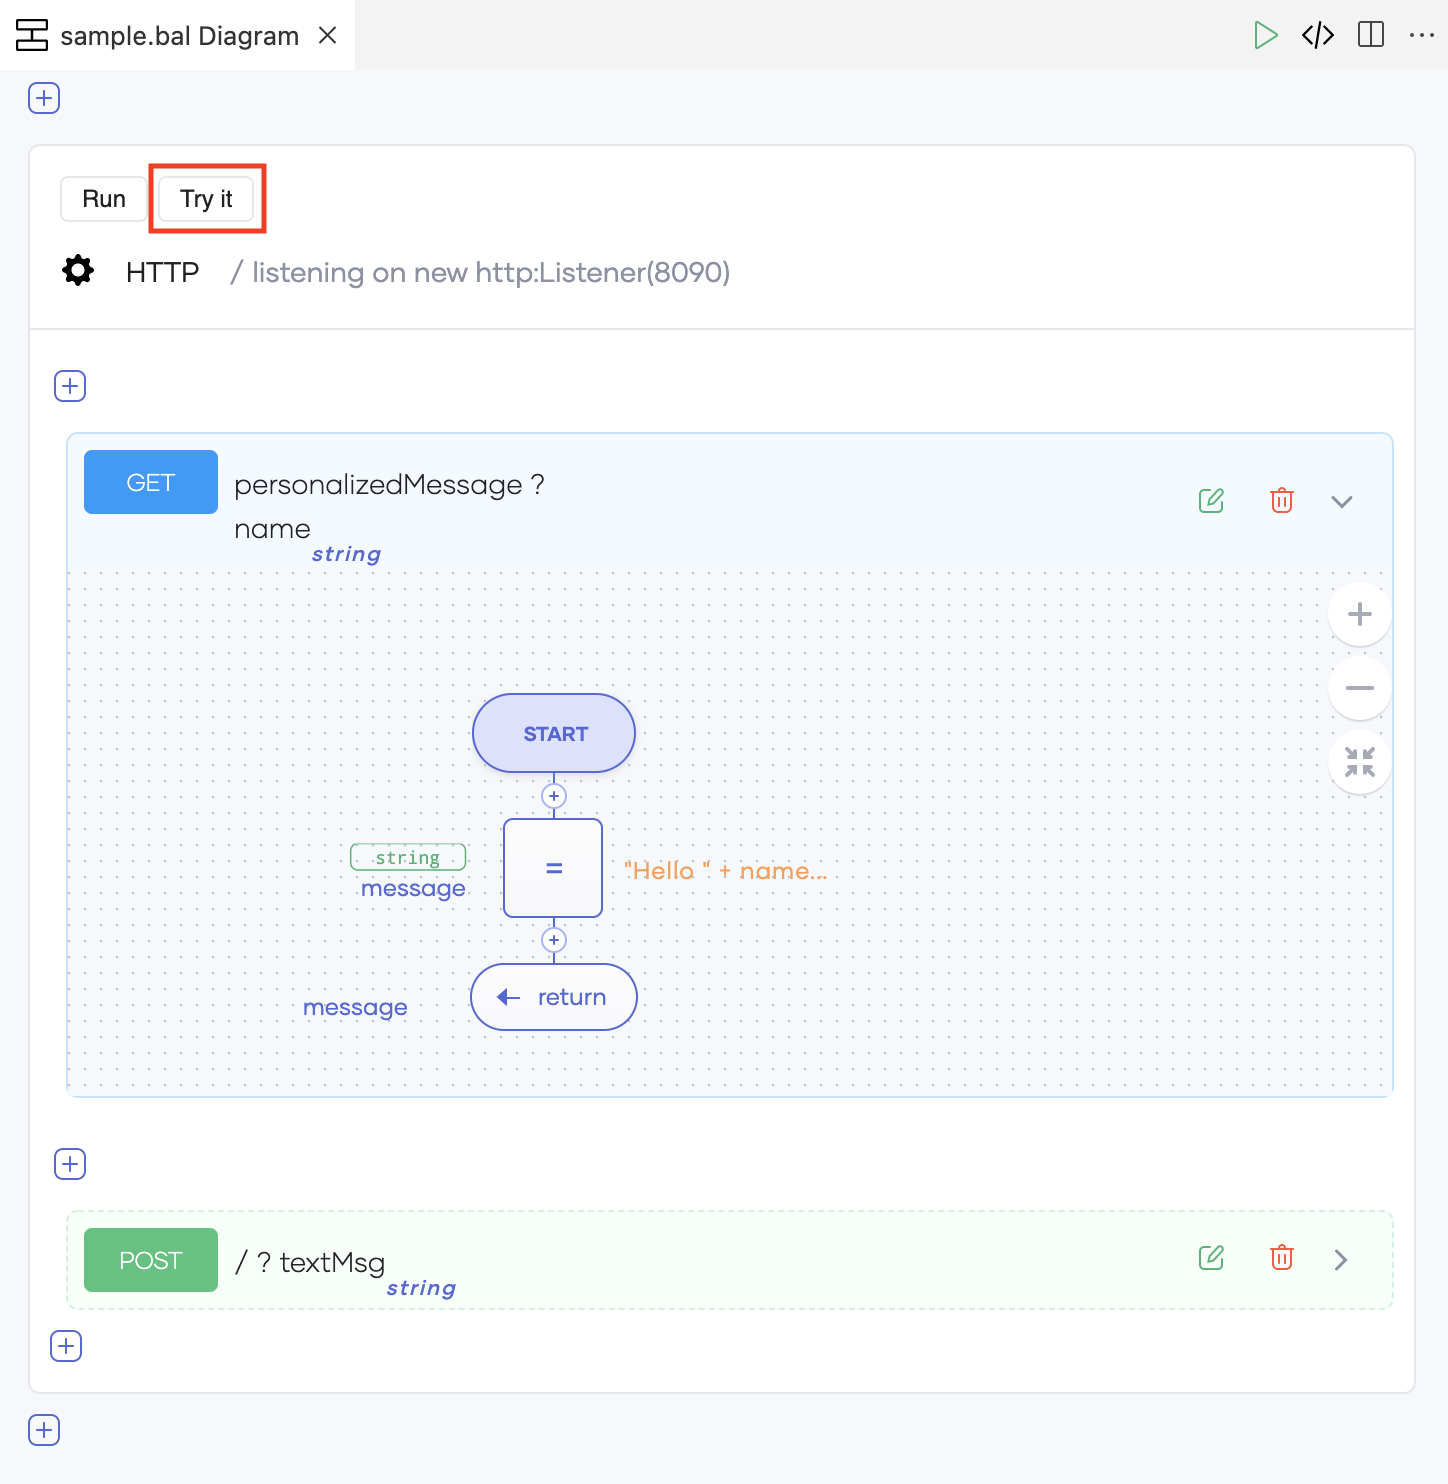 sample.bal Diagram
Run
Try it
HTTP / listening on new http:Listener(8090)
GET
personalizedMessage ?
name string
START
string
message
=
"Hello " + name...
message
return
POST
/ ? textMsg string